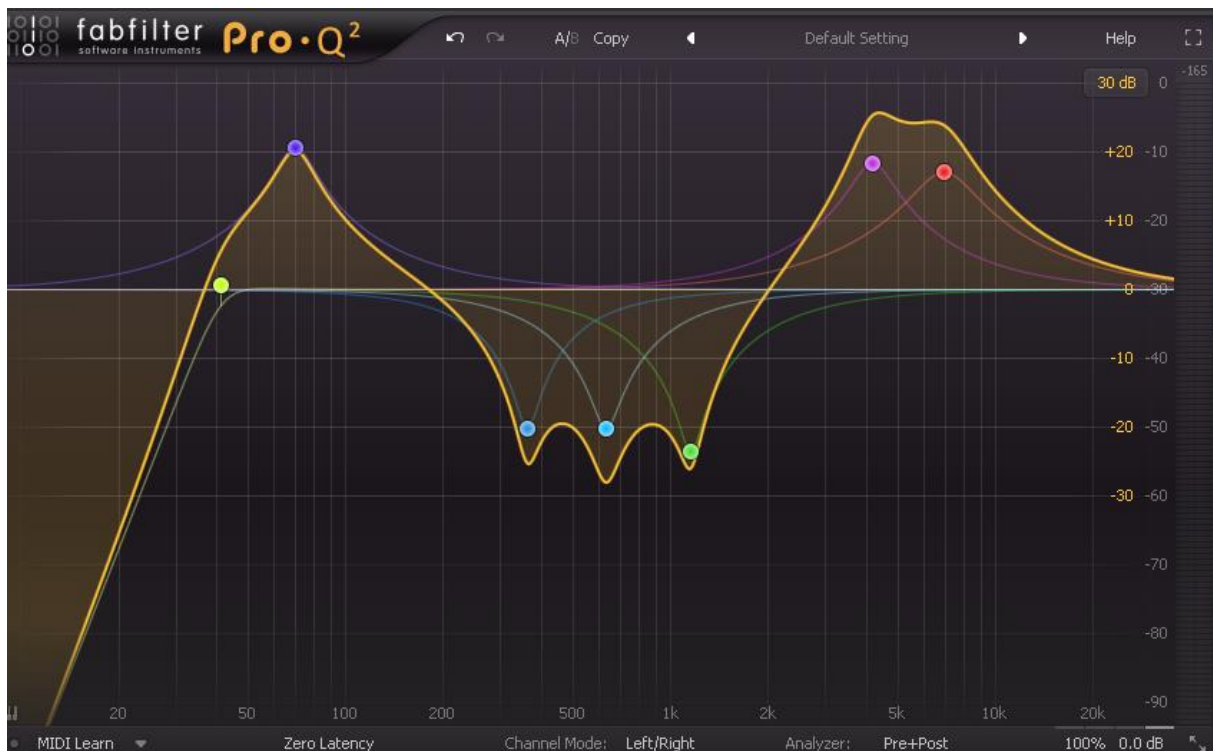 fabfilter
software instruments
Pro·Q²
A/B Copy Default Setting Help
-165
30 dB 0
+20 -10
+10 -20
0 -30
-10 -40
-20 -50
-30 -60
-70
-80
-90
20 50 100 200 500 1k 2k 5k 10k 20k
MIDI Learn Zero Latency Channel Mode: Left/Right Analyzer: Pre+Post 100% 0.0 dB